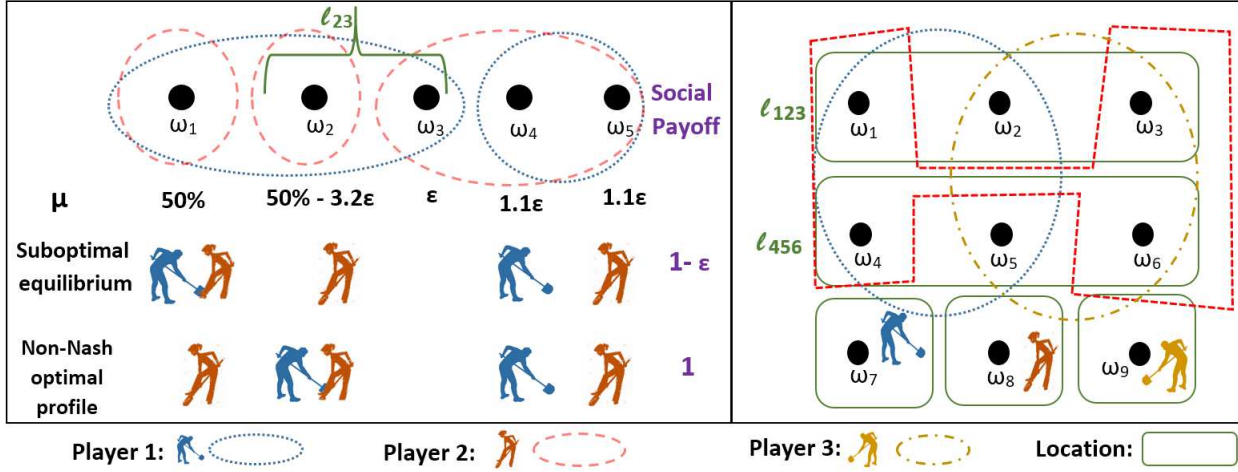 ℓ₂₃
ω₁ ω₂ ω₃ ω₄ ω₅
Social
Payoff
μ 50% 50% - 3.2ε ε 1.1ε 1.1ε
Suboptimal
equilibrium
1- ε
Non-Nash
optimal
profile
1
ℓ₁₂₃
ω₁ ω₂ ω₃
ℓ₄₅₆
ω₄ ω₅ ω₆
ω₇ ω₈ ω₉
Player 1: Player 2: Player 3: Location: